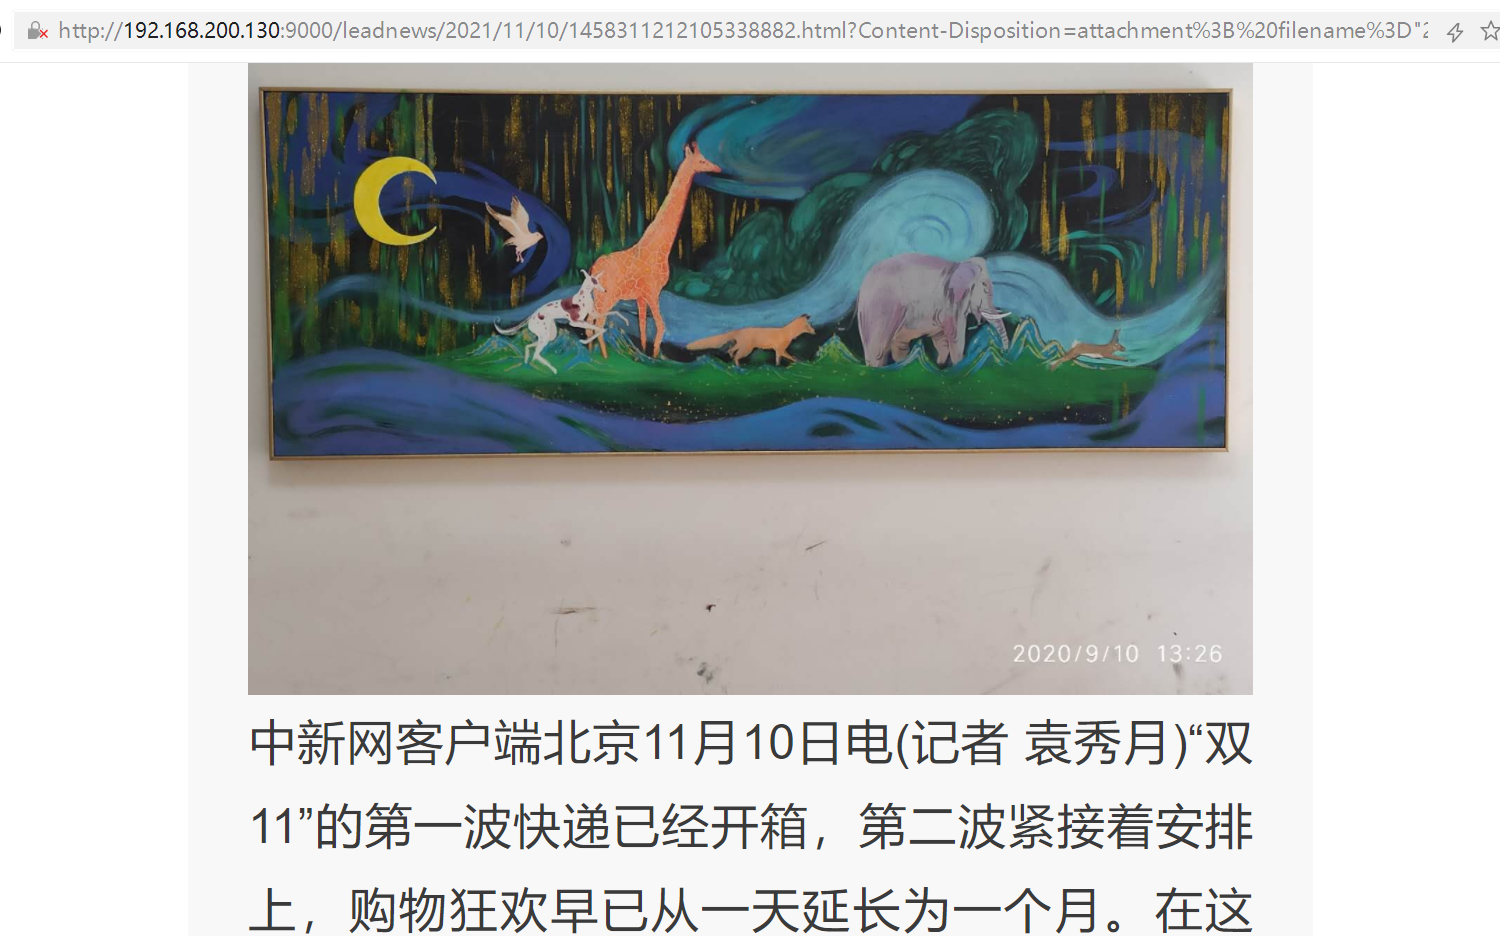 http://192.168.200.130:9000/leadnews/2021/11/10/1458311212105338882.html?Content-Disposition=attachment%3B%20filename%3D"2
2020/9/10 13:26
中新网客户端北京11月10日电(记者 袁秀月)“双
11”的第一波快递已经开箱，第二波紧接着安排
上，购物狂欢早已从一天延长为一个月。在这